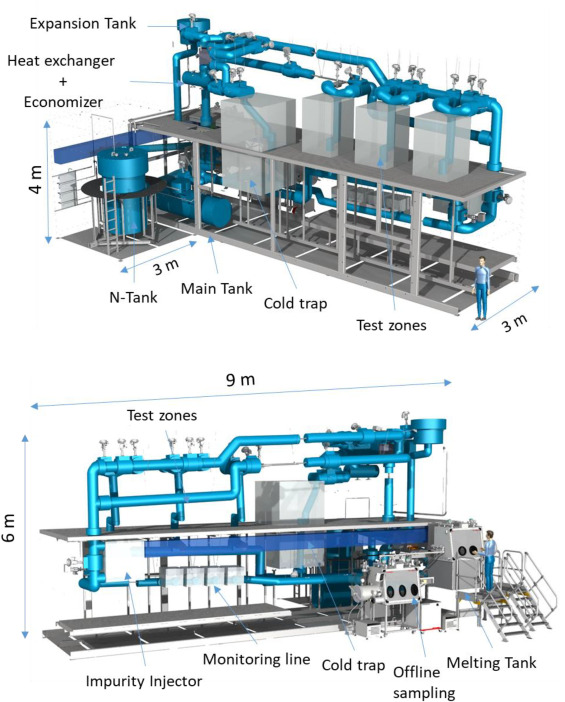 Expansion Tank
Heat exchanger
+
Economizer
4 m
3 m
N-Tank
Main Tank
Cold trap
Test zones
3 m
9 m
Test zones
6 m
Impurity Injector
Monitoring line
Cold trap
Offline
sampling
Melting Tank